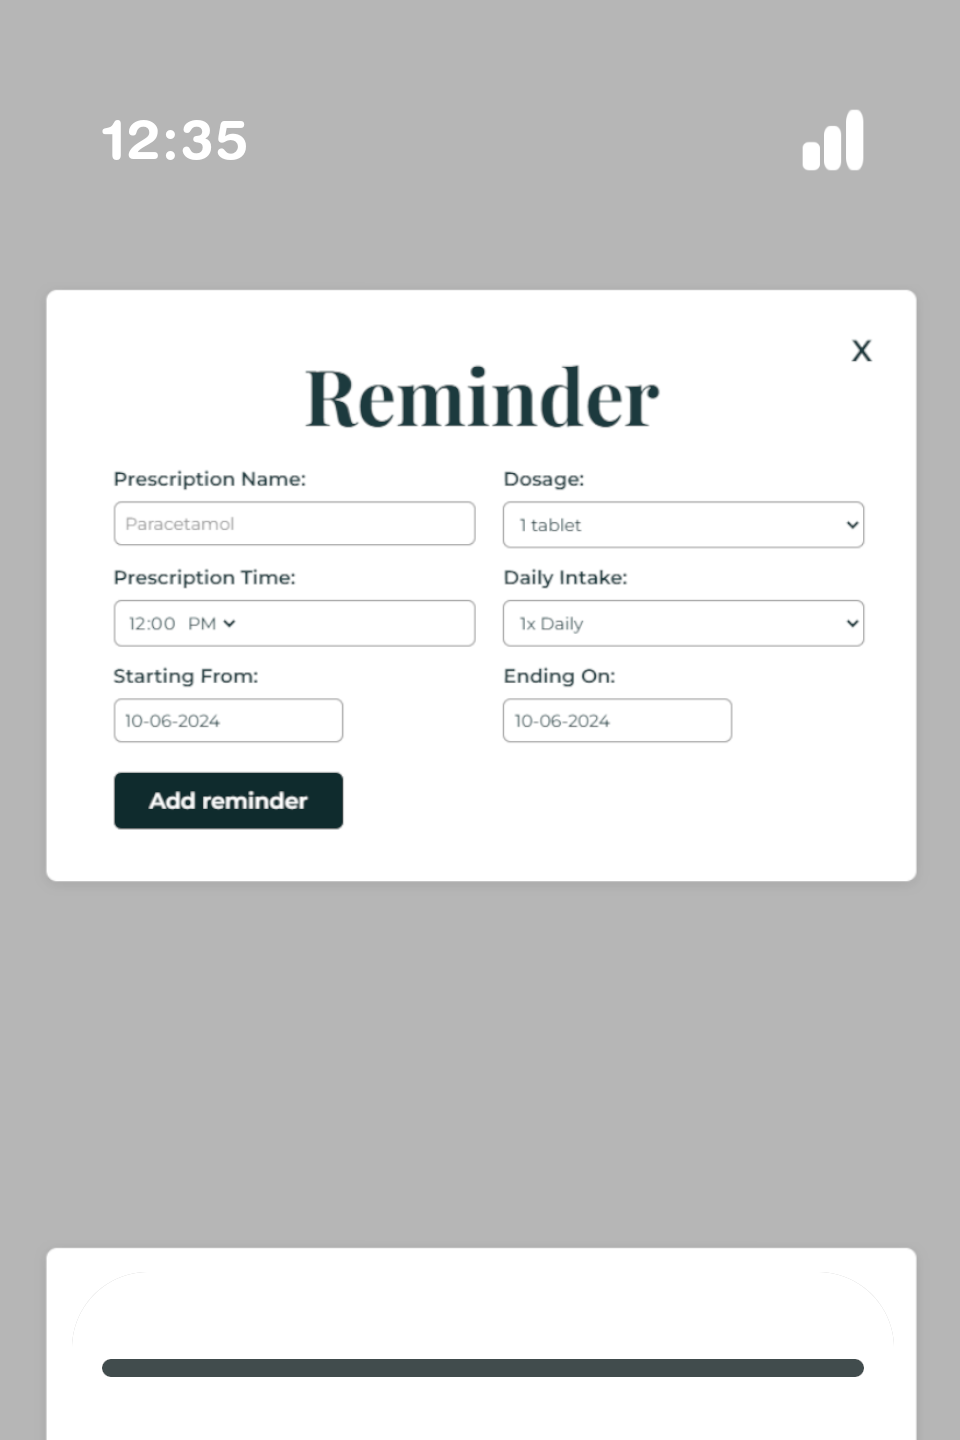 12:35
X
Reminder
Prescription Name: Dosage:
Paracetamol 1 tablet
Prescription Time: Daily Intake:
12:00 PM 1x Daily
Starting From: Ending On:
10-06-2024 10-06-2024
Add reminder